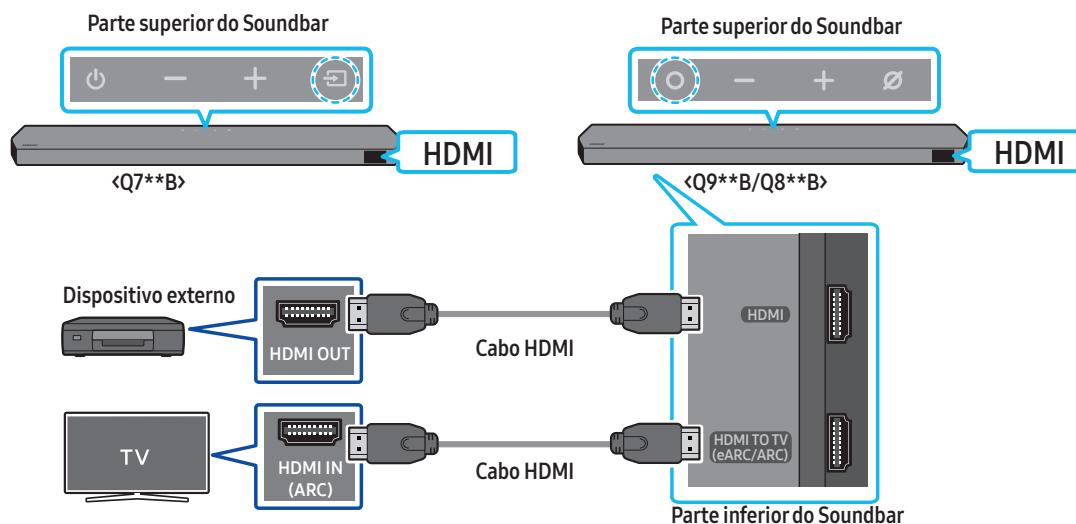 Parte superior do Soundbar
Parte superior do Soundbar
HDMI
HDMI
<Q7**B>
<Q9**B/Q8**B>
Dispositivo externo
HDMI OUT
Cabo HDMI
HDMI
TV
HDMI IN
(ARC)
Cabo HDMI
HDMI TO TV
(eARC/ARC)
Parte inferior do Soundbar